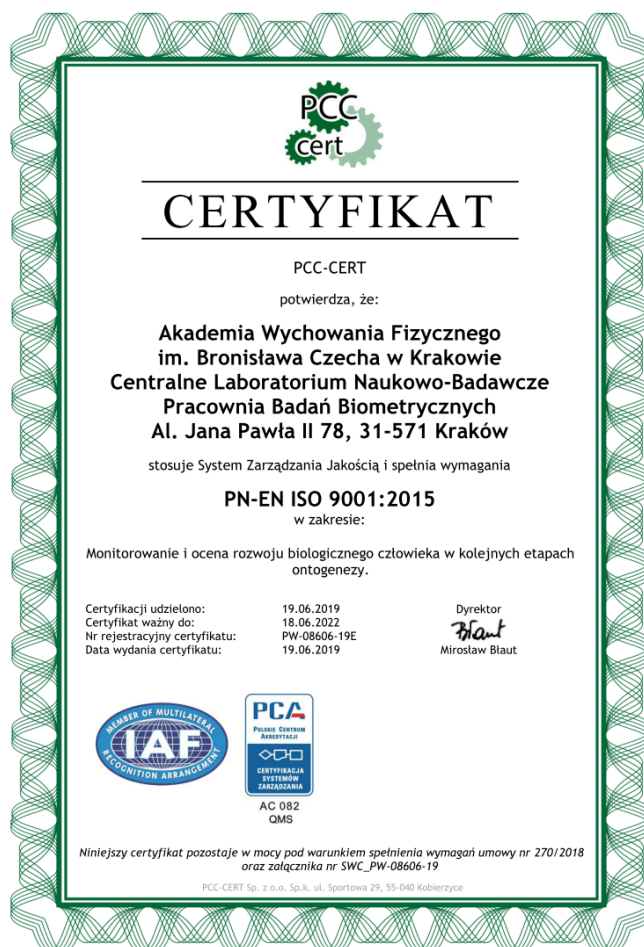 PCC
cert
CERTYFIKAT
PCC-CERT
potwierdza, że:
Akademia Wychowania Fizycznego
im. Bronisława Czecha w Krakowie
Centralne Laboratorium Naukowo-Badawcze
Pracownia Badań Biometrycznych
Al. Jana Pawła II 78, 31-571 Kraków
stosuje System Zarządzania Jakością i spełnia wymagania
PN-EN ISO 9001:2015
w zakresie:
Monitorowanie i ocena rozwoju biologicznego człowieka w kolejnych etapach
ontogenezy.
Certyfikacji udzielono: 19.06.2019 Dyrektor
Certyfikat ważny do: 18.06.2022
Nr rejestracyjny certyfikatu: PW-08606-19E
Data wydania certyfikatu: 19.06.2019 Mirosław Błaut
MEMBER OF MULTILATERAL
IAF
RECOGNITION ARRANGEMENT
PCA
POLSKIE CENTRUM
AKREDYTACJI
CERTYFIKACJA
SYSTEMÓW
ZARZĄDZANIA
AC 082
QMS
Niniejszy certyfikat pozostaje w mocy pod warunkiem spełnienia wymagań umowy nr 270/2018
oraz załącznika nr SWC_PW-08606-19
PCC-CERT Sp. z o.o. Sp.k. ul. Sportowa 29, 55-040 Kobierzyce